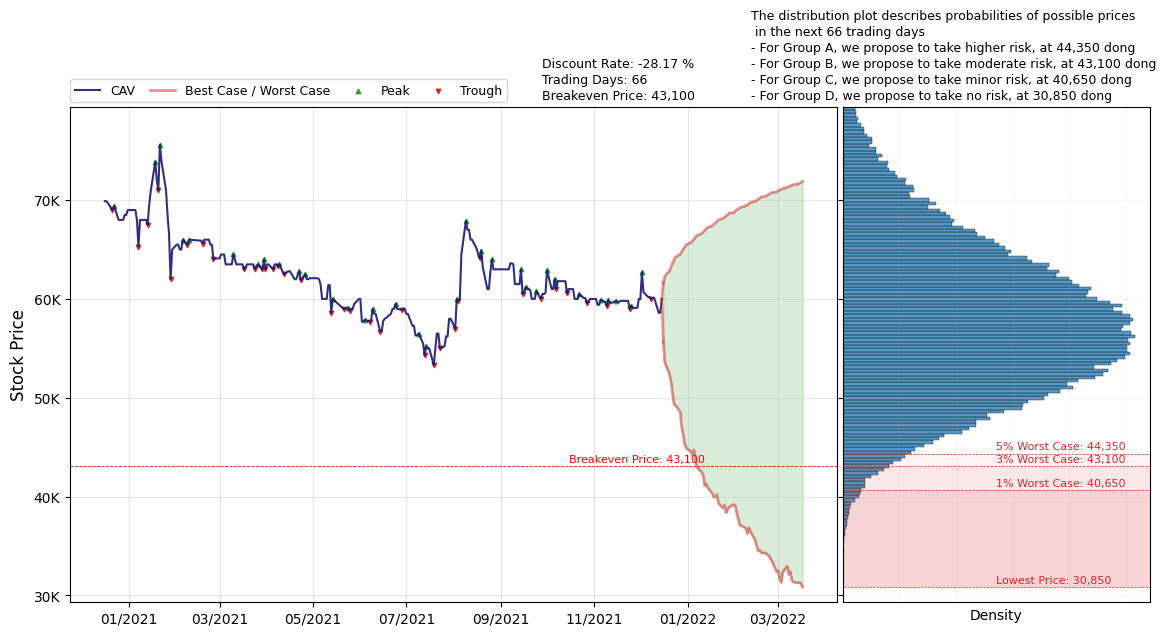 The distribution plot describes probabilities of possible prices
in the next 66 trading days
- For Group A, we propose to take higher risk, at 44,350 dong
- For Group B, we propose to take moderate risk, at 43,100 dong
- For Group C, we propose to take minor risk, at 40,650 dong
- For Group D, we propose to take no risk, at 30,850 dong
Discount Rate: -28.17 %
Trading Days: 66
Breakeven Price: 43,100
CAV Best Case / Worst Case Peak Trough
Stock Price
70K
60K
50K
40K
30K
Breakeven Price: 43,100
5% Worst Case: 44,350
3% Worst Case: 43,100
1% Worst Case: 40,650
Lowest Price: 30,850
01/2021 03/2021 05/2021 07/2021 09/2021 11/2021 01/2022 03/2022
Density